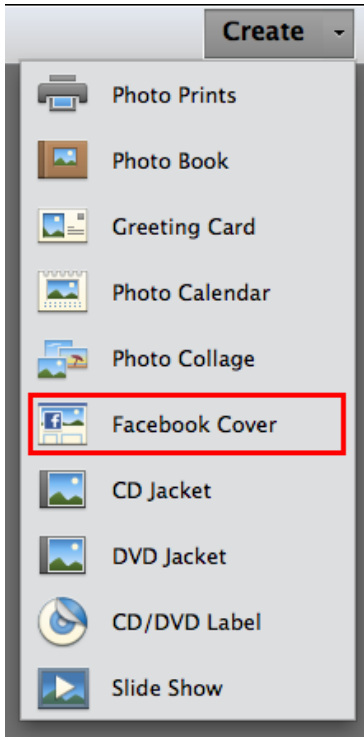 Create
Photo Prints
Photo Book
Greeting Card
Photo Calendar
Photo Collage
Facebook Cover
CD Jacket
DVD Jacket
CD/DVD Label
Slide Show